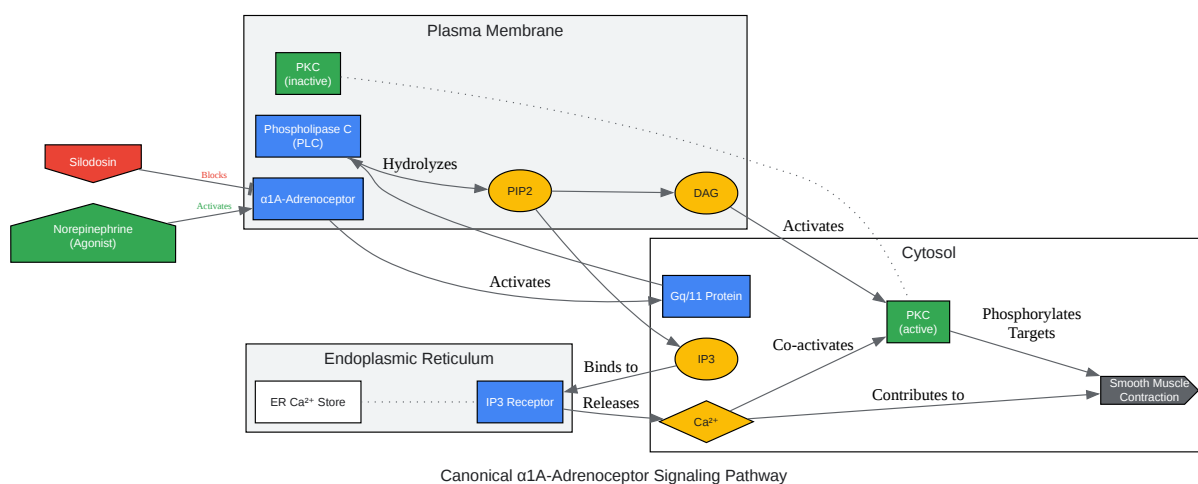 Plasma Membrane
PKC
(inactive)
Phospholipase C
(PLC)
Hydrolyzes
Silodosin
Blocks
α1A-Adrenoceptor
PIP2
DAG
Activates
Norepinephrine
(Agonist)
Activates
Cytosol
Activates
Gq/11 Protein
PKC
(active)
Phosphorylates
Targets
Co-activates
Endoplasmic Reticulum
IP3
Binds to
ER Ca²⁺ Store
IP3 Receptor
Releases
Ca²⁺
Contributes to
Smooth Muscle
Contraction
Canonical α1A-Adrenoceptor Signaling Pathway